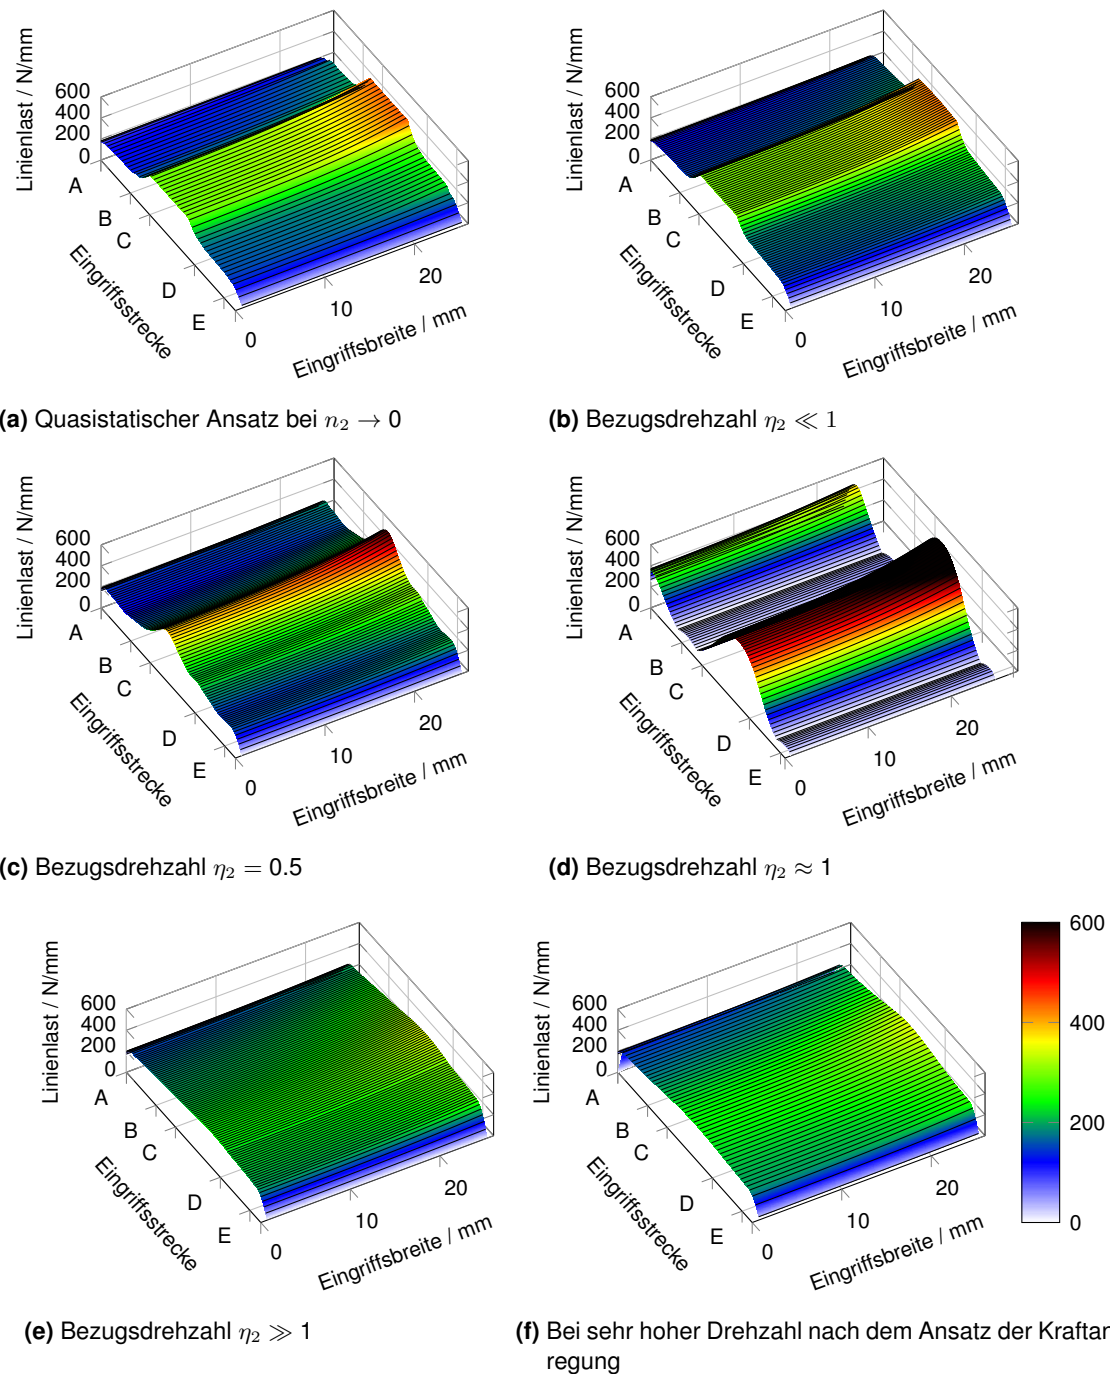 Linienlast / N/mm
600
400
200
0
A
B
C
D
E
Eingriffsstrecke
0
10
20
Eingriffsbreite / mm
(a) Quasistatischer Ansatz bei n₂ → 0
Linienlast / N/mm
600
400
200
0
A
B
C
D
E
Eingriffsstrecke
0
10
20
Eingriffsbreite / mm
(b) Bezugsdrehzahl η₂ ≪ 1
Linienlast / N/mm
600
400
200
0
A
B
C
D
E
Eingriffsstrecke
0
10
20
Eingriffsbreite / mm
(c) Bezugsdrehzahl η₂ = 0.5
Linienlast / N/mm
600
400
200
0
A
B
C
D
E
Eingriffsstrecke
0
10
20
Eingriffsbreite / mm
(d) Bezugsdrehzahl η₂ ≈ 1
Linienlast / N/mm
600
400
200
0
A
B
C
D
E
Eingriffsstrecke
0
10
20
Eingriffsbreite / mm
(e) Bezugsdrehzahl η₂ ≫ 1
Linienlast / N/mm
600
400
200
0
A
B
C
D
E
Eingriffsstrecke
0
10
20
Eingriffsbreite / mm
600
400
200
0
(f) Bei sehr hoher Drehzahl nach dem Ansatz der Kraftan
regung